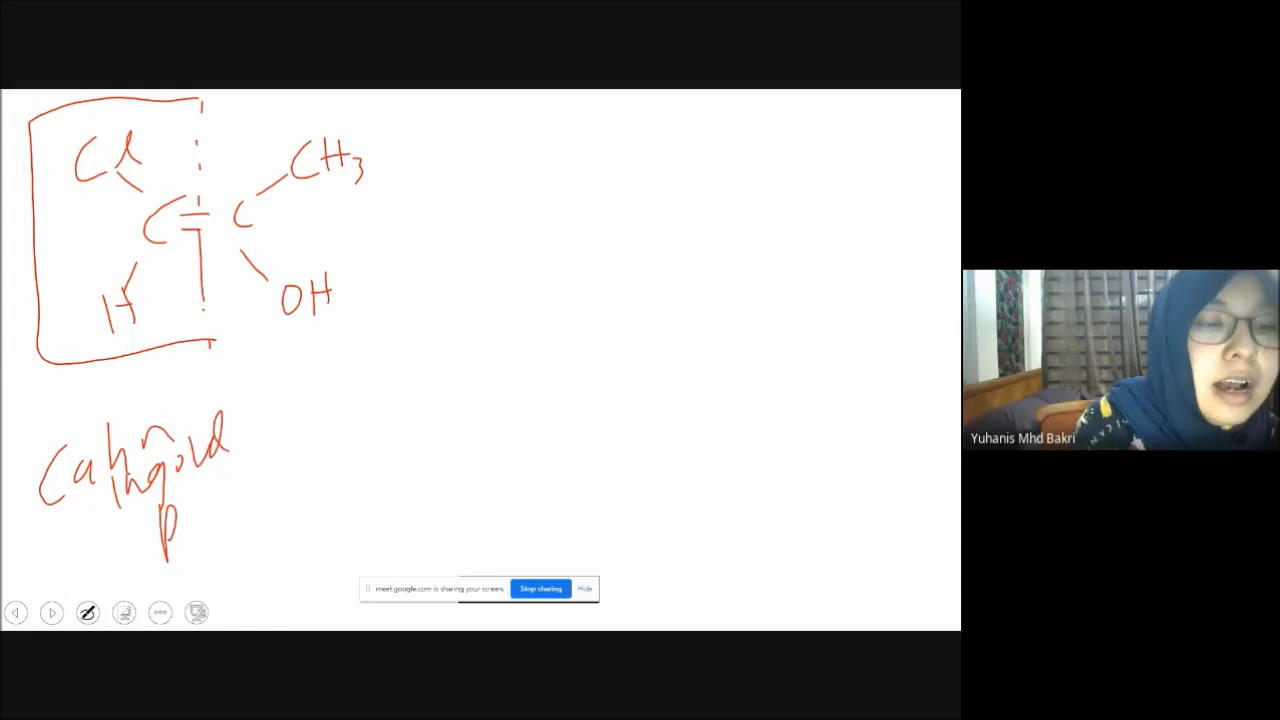 Cl CH3
C = C
H OH
Cahn
Ingold
P
Yuhanis Mhd Bakri
meet.google.com is sharing your screen. Stop sharing Hide